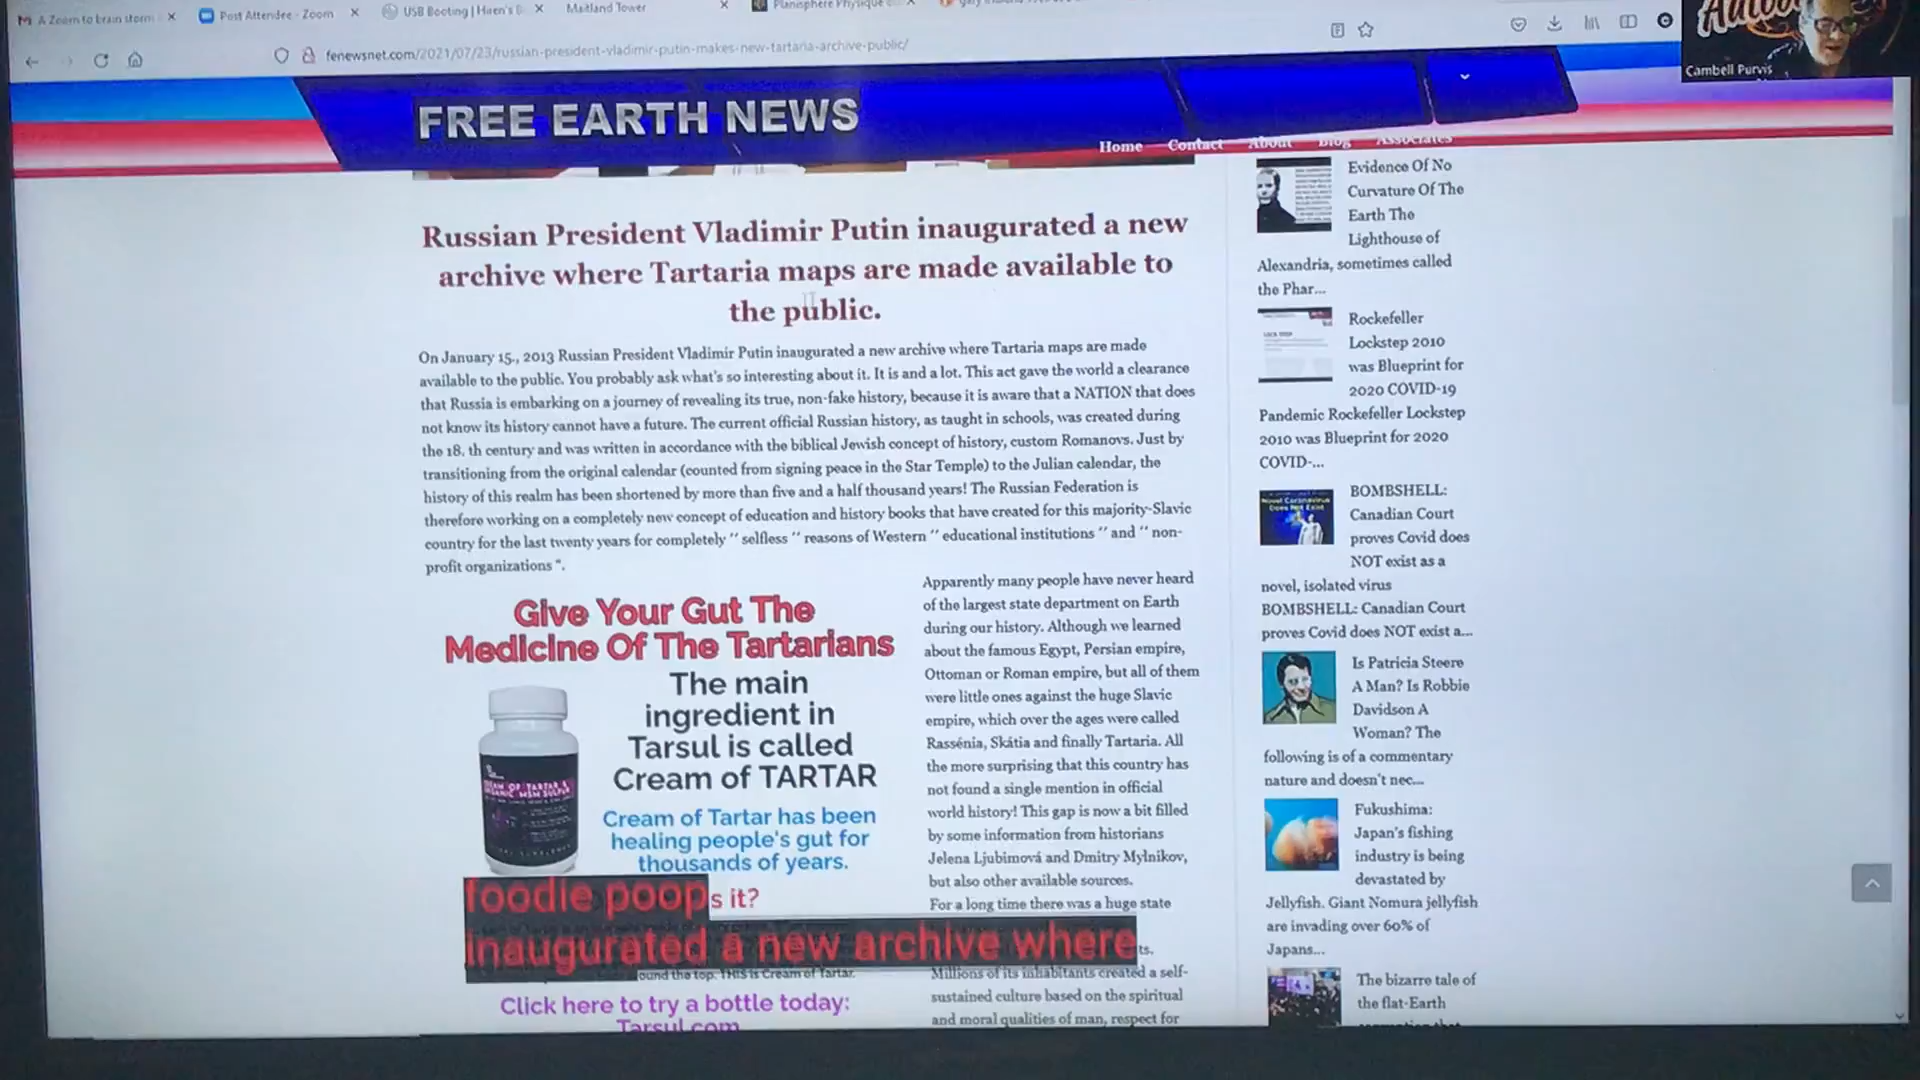 A Zoom to brain storm
Post Attendee - Zoom
USB Booting | Hiren's B
Maitland Tower
Planisphere Physique
fenewsnet.com/2021/07/23/russian-president-vladimir-putin-makes-new-tartaria-archive-public/
Cambell Purvis
FREE EARTH NEWS
Home Contact About Blog Associates
Russian President Vladimir Putin inaugurated a new
archive where Tartaria maps are made available to
the public.
On January 15., 2013 Russian President Vladimir Putin inaugurated a new archive where Tartaria maps are made
available to the public. You probably ask what's so interesting about it. It is and a lot. This act gave the world a clearance
that Russia is embarking on a journey of revealing its true, non-fake history, because it is aware that a NATION that does
not know its history cannot have a future. The current official Russian history, as taught in schools, was created during
the 18. th century and was written in accordance with the biblical Jewish concept of history, custom Romanovs. Just by
transitioning from the original calendar (counted from signing peace in the Star Temple) to the Julian calendar, the
history of this realm has been shortened by more than five and a half thousand years! The Russian Federation is
therefore working on a completely new concept of education and history books that have created for this majority-Slavic
country for the last twenty years for completely " selfless " reasons of Western " educational institutions " and " non-
profit organizations ".
Give Your Gut The
Medicine Of The Tartarians
The main
ingredient in
Tarsul is called
Cream of TARTAR
CREAM OF TARTAR &
ORGANIC MSM SULFUR
Cream of Tartar has been
healing people's gut for
thousands of years.
foodie poop s it?
inaugurated a new archive where
ound the top. THIS is Cream of Tartar.
Click here to try a bottle today:
Tarsul.com
Apparently many people have never heard
of the largest state department on Earth
during our history. Although we learned
about the famous Egypt, Persian empire,
Ottoman or Roman empire, but all of them
were little ones against the huge Slavic
empire, which over the ages were called
Rassénia, Skátia and finally Tartaria. All
the more surprising that this country has
not found a single mention in official
world history! This gap is now a bit filled
by some information from historians
Jelena Ljubimová and Dmitry Mylnikov,
but also other available sources.
For a long time there was a huge state
ts.
Millions of its inhabitants created a self-
sustained culture based on the spiritual
and moral qualities of man, respect for
Evidence Of No
Curvature Of The
Earth The
Lighthouse of
Alexandria, sometimes called
the Phar...
Rockefeller
Lockstep 2010
was Blueprint for
2020 COVID-19
Pandemic Rockefeller Lockstep
2010 was Blueprint for 2020
COVID-...
BOMBSHELL:
Canadian Court
proves Covid does
NOT exist as a
novel, isolated virus
BOMBSHELL: Canadian Court
proves Covid does NOT exist a...
Is Patricia Steere
A Man? Is Robbie
Davidson A
Woman? The
following is of a commentary
nature and doesn't nec...
Fukushima:
Japan's fishing
industry is being
devastated by
Jellyfish. Giant Nomura jellyfish
are invading over 60% of
Japans...
The bizarre tale of
the flat-Earth